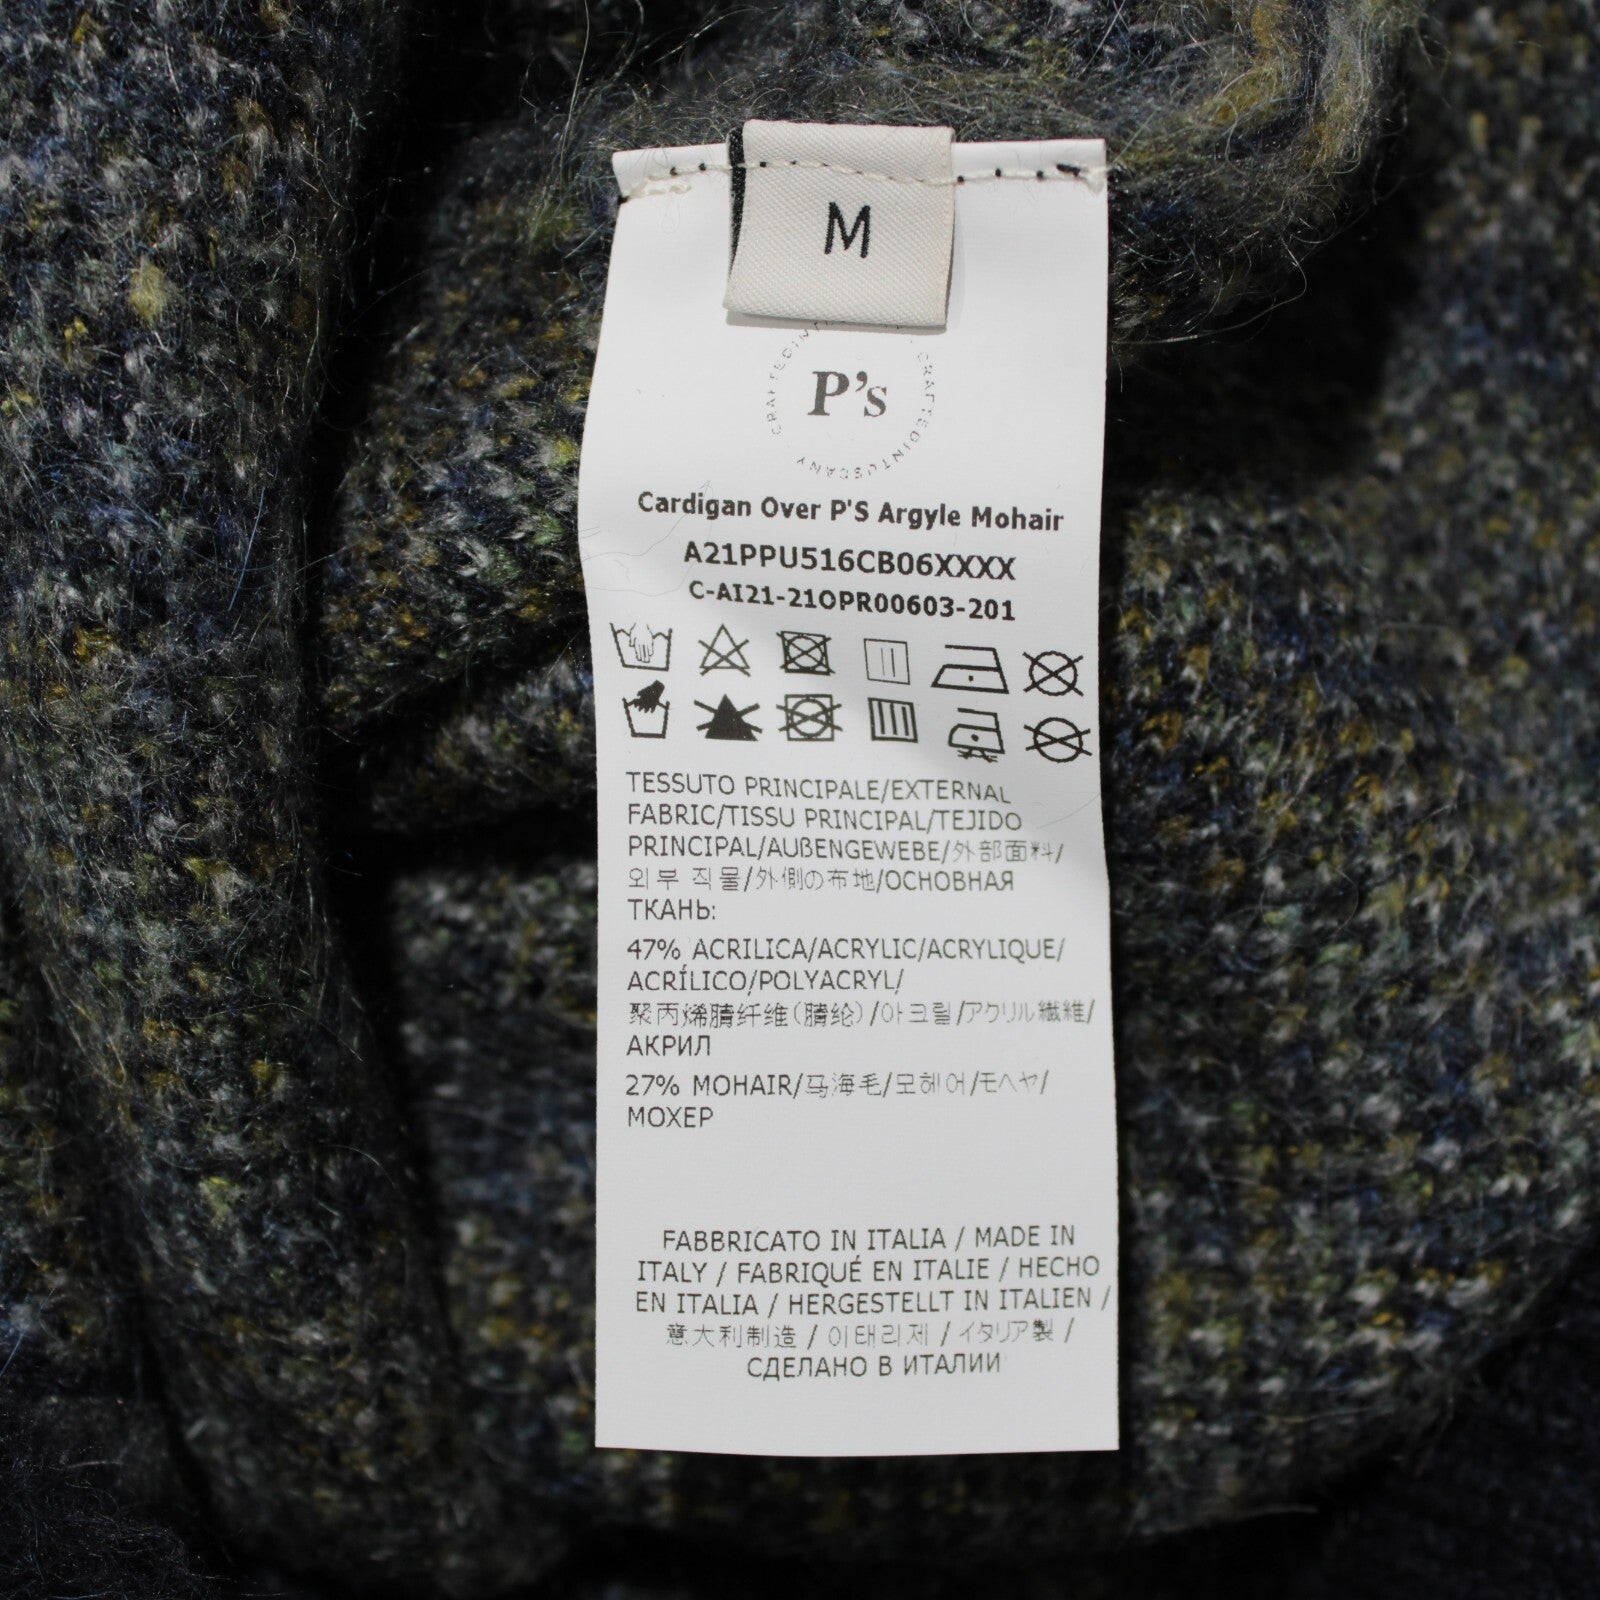 M
CRAFTEDINTUSCANY
P's
Cardigan Over P'S Argyle Mohair
A21PPU516CB06XXXX
C-AI21-21OPR00603-201
TESSUTO PRINCIPALE/EXTERNAL
FABRIC/TISSU PRINCIPAL/TEJIDO
PRINCIPAL/AUßENGEWEBE/外部面料/
외부 직물/外側の布地/ОСНОВНАЯ
ТКАНЬ:
47% ACRILICA/ACRYLIC/ACRYLIQUE/
ACRÍLICO/POLYACRYL/
聚丙烯腈纤维(腈纶)/아크릴/アクリル繊維/
АКРИЛ
27% MOHAIR/马海毛/모헤어/モヘヤ/
МОХЕР
FABBRICATO IN ITALIA / MADE IN
ITALY / FABRIQUÉ EN ITALIE / HECHO
EN ITALIA / HERGESTELLT IN ITALIEN /
意大利制造 / 이태리제 / イタリア製 /
СДЕЛАНО В ИТАЛИИ